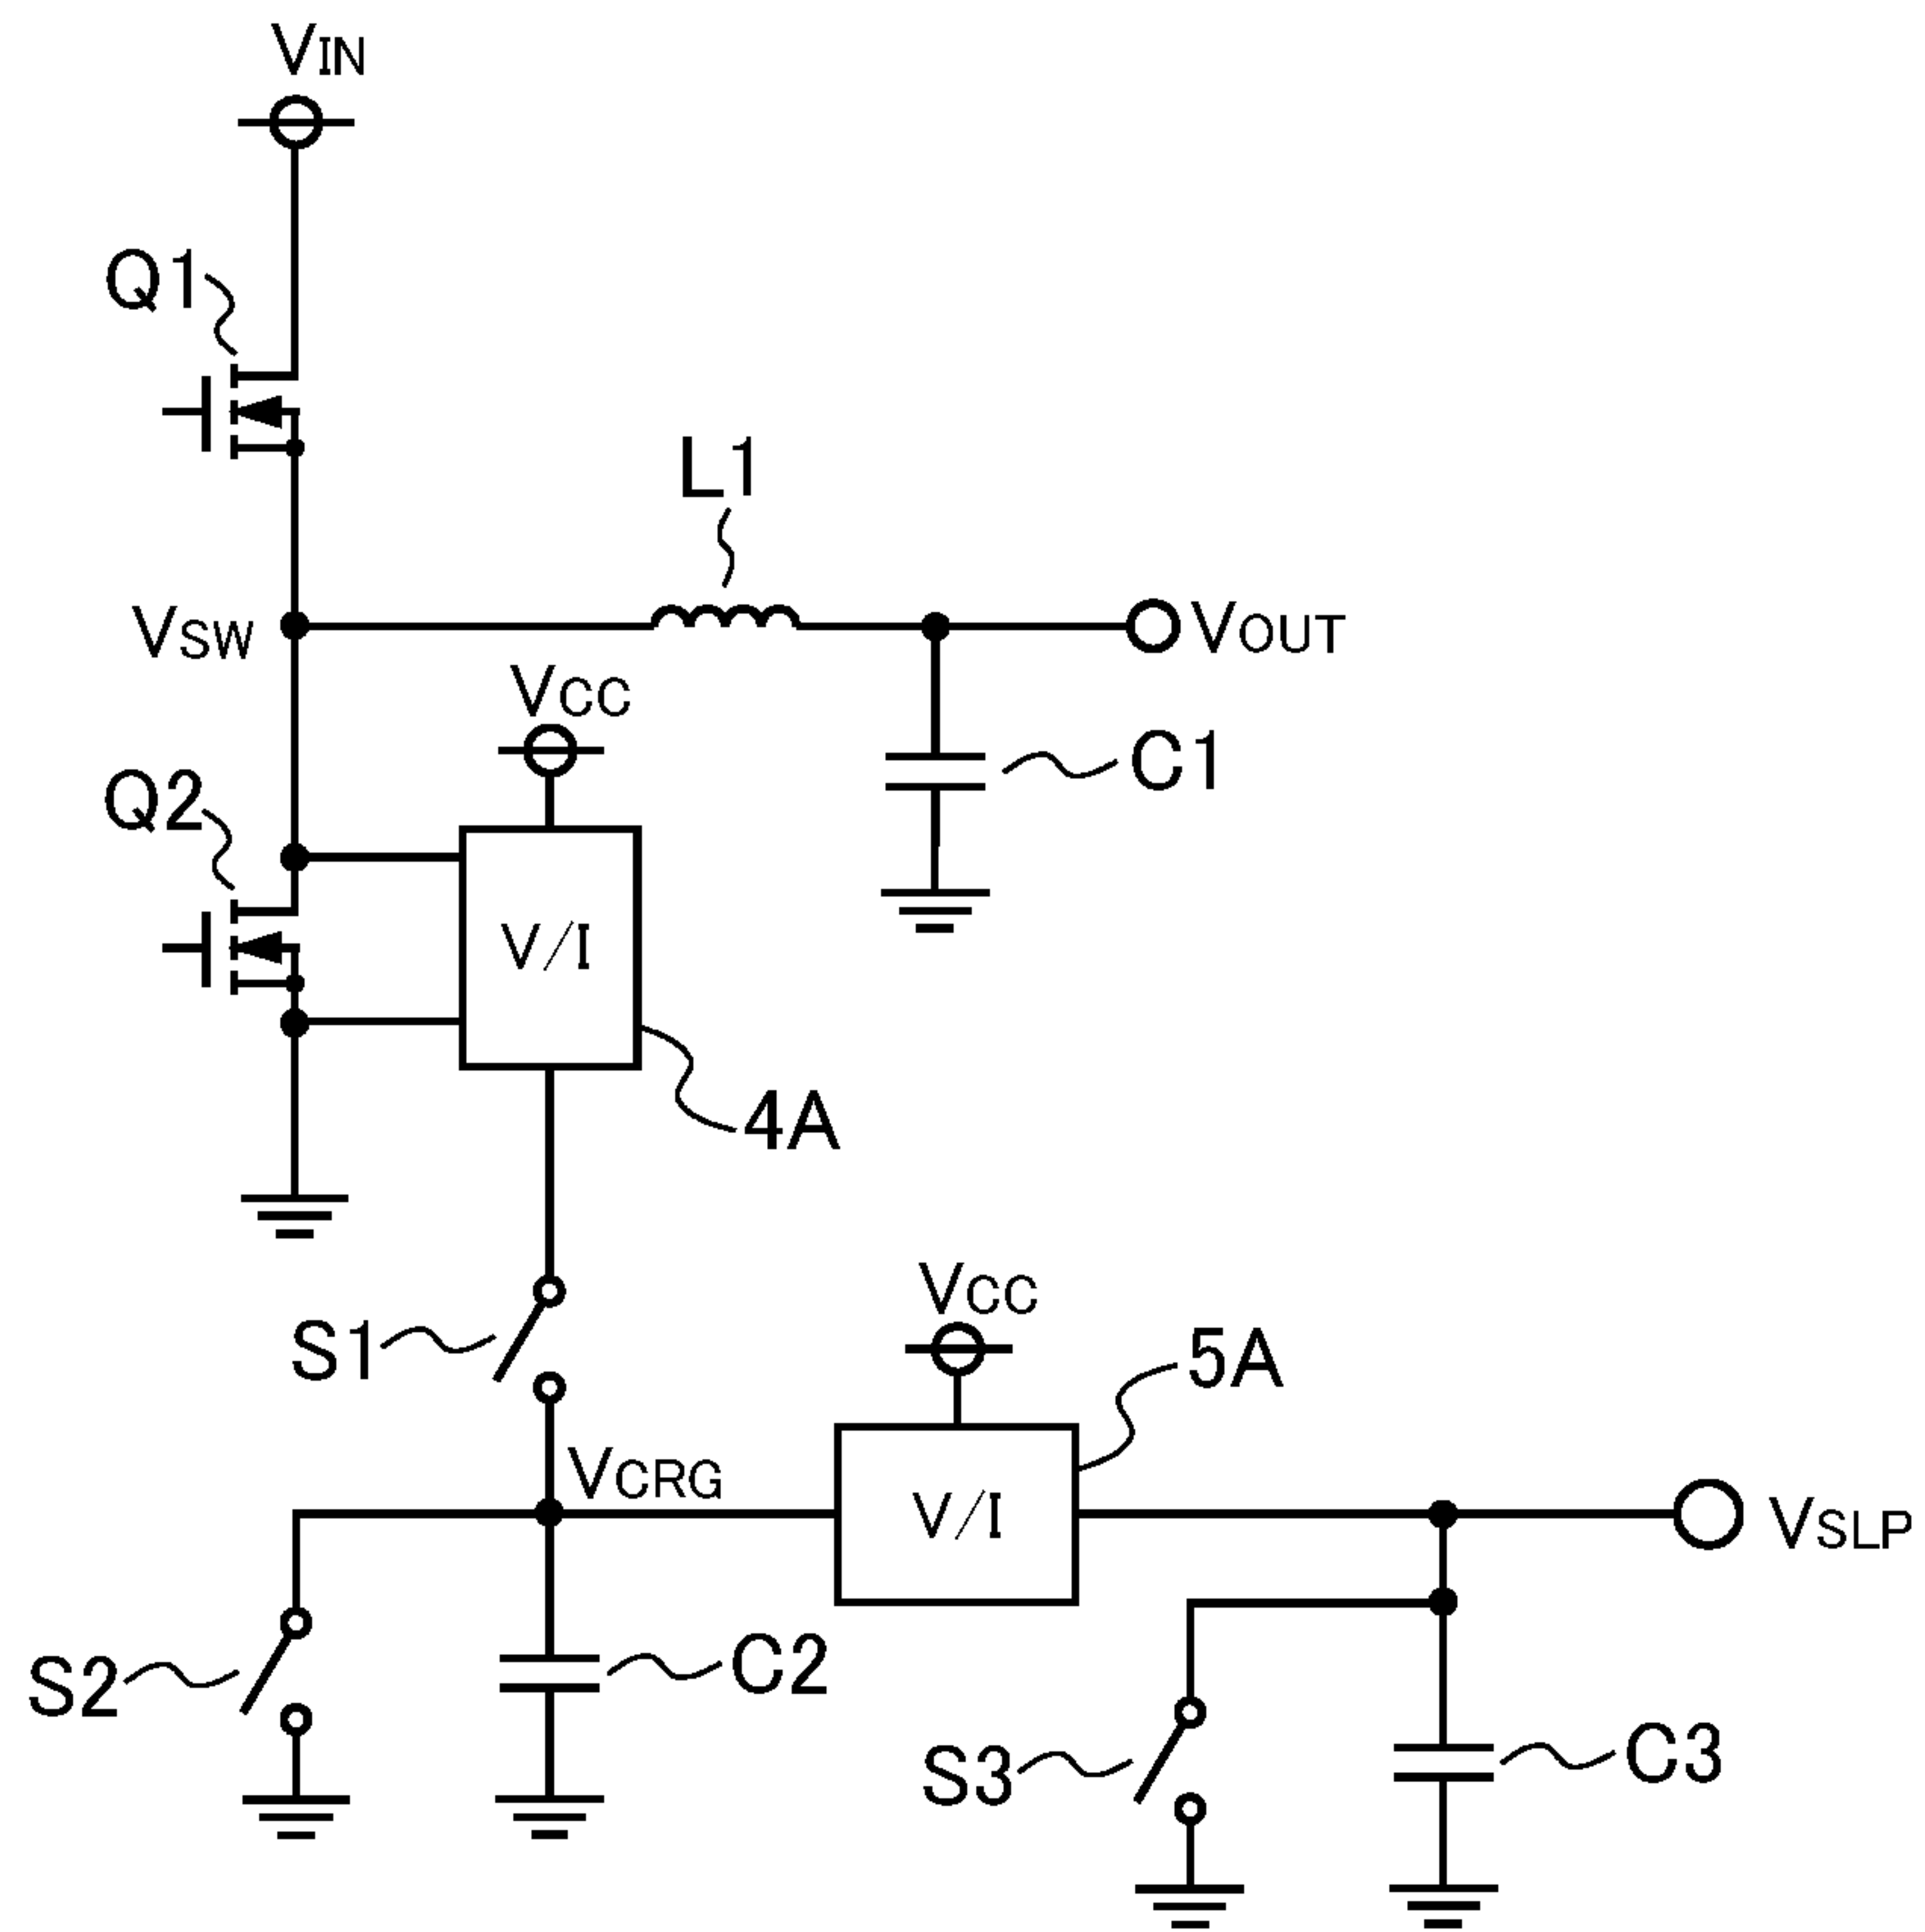 VIN
Q1
L1
VSW
VOUT
VCC
C1
Q2
V/I
4A
VCC
S1
5A
VCRG
V/I
VSLP
S2
C2
S3
C3